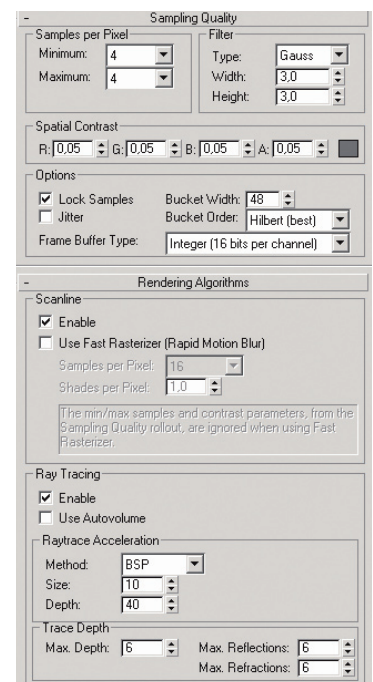 - Sampling Quality
Samples per Pixel
Minimum: 4
Maximum: 4
Filter
Type: Gauss
Width: 3,0
Height: 3,0
Spatial Contrast
R: 0,05 G: 0,05 B: 0,05 A: 0,05
Options
Lock Samples
Jitter
Bucket Width: 48
Bucket Order: Hilbert (best)
Frame Buffer Type: Integer (16 bits per channel)
- Rendering Algorithms
Scanline
Enable
Use Fast Rasterizer (Rapid Motion Blur)
Samples per Pixel: 16
Shades per Pixel: 1,0
The min/max samples and contrast parameters, from the
Sampling Quality rollout, are ignored when using Fast
Rasterizer.
Ray Tracing
Enable
Use Autovolume
Raytrace Acceleration
Method: BSP
Size: 10
Depth: 40
Trace Depth
Max. Depth: 6 Max. Reflections: 6
Max. Refractions: 6